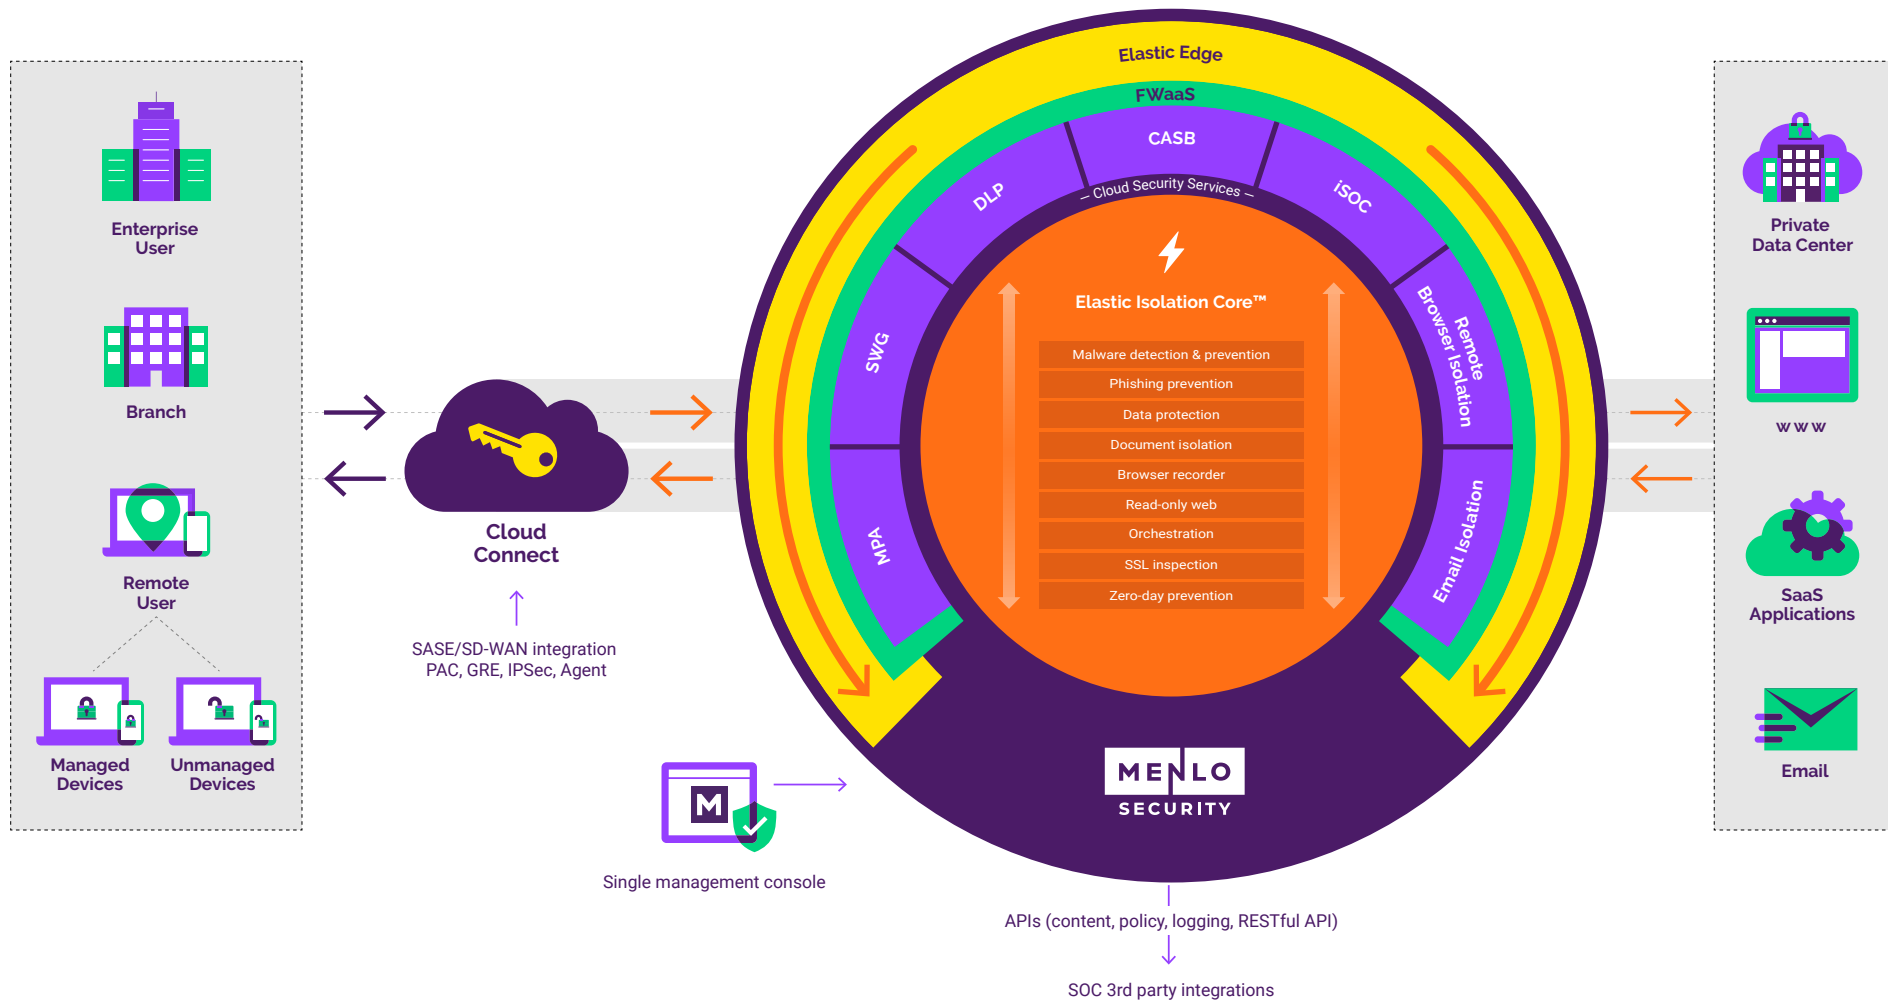 Enterprise
User
Branch
Remote
User
Managed
Devices
Unmanaged
Devices
Cloud
Connect
SASE/SD-WAN integration
PAC, GRE, IPSec, Agent
M
Single management console
Elastic Edge
FWaaS
CASB
DLP
iSOC
SWG
Remote
Browser Isolation
MPA
Email Isolation
— Cloud Security Services —
Elastic Isolation Core™
Malware detection & prevention
Phishing prevention
Data protection
Document isolation
Browser recorder
Read-only web
Orchestration
SSL inspection
Zero-day prevention
MENLO
SECURITY
APIs (content, policy, logging, RESTful API)
SOC 3rd party integrations
Private
Data Center
www
SaaS
Applications
Email